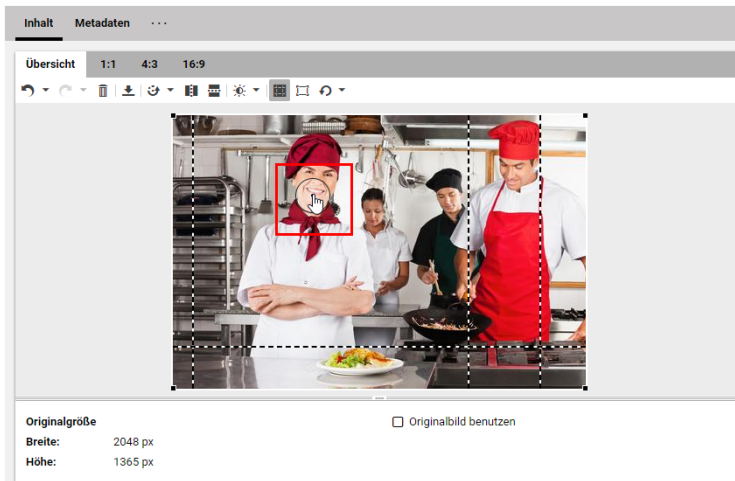 Inhalt Metadaten ...
Übersicht 1:1 4:3 16:9
Originalgröße
Originalbild benutzen
Breite: 2048 px
Höhe: 1365 px